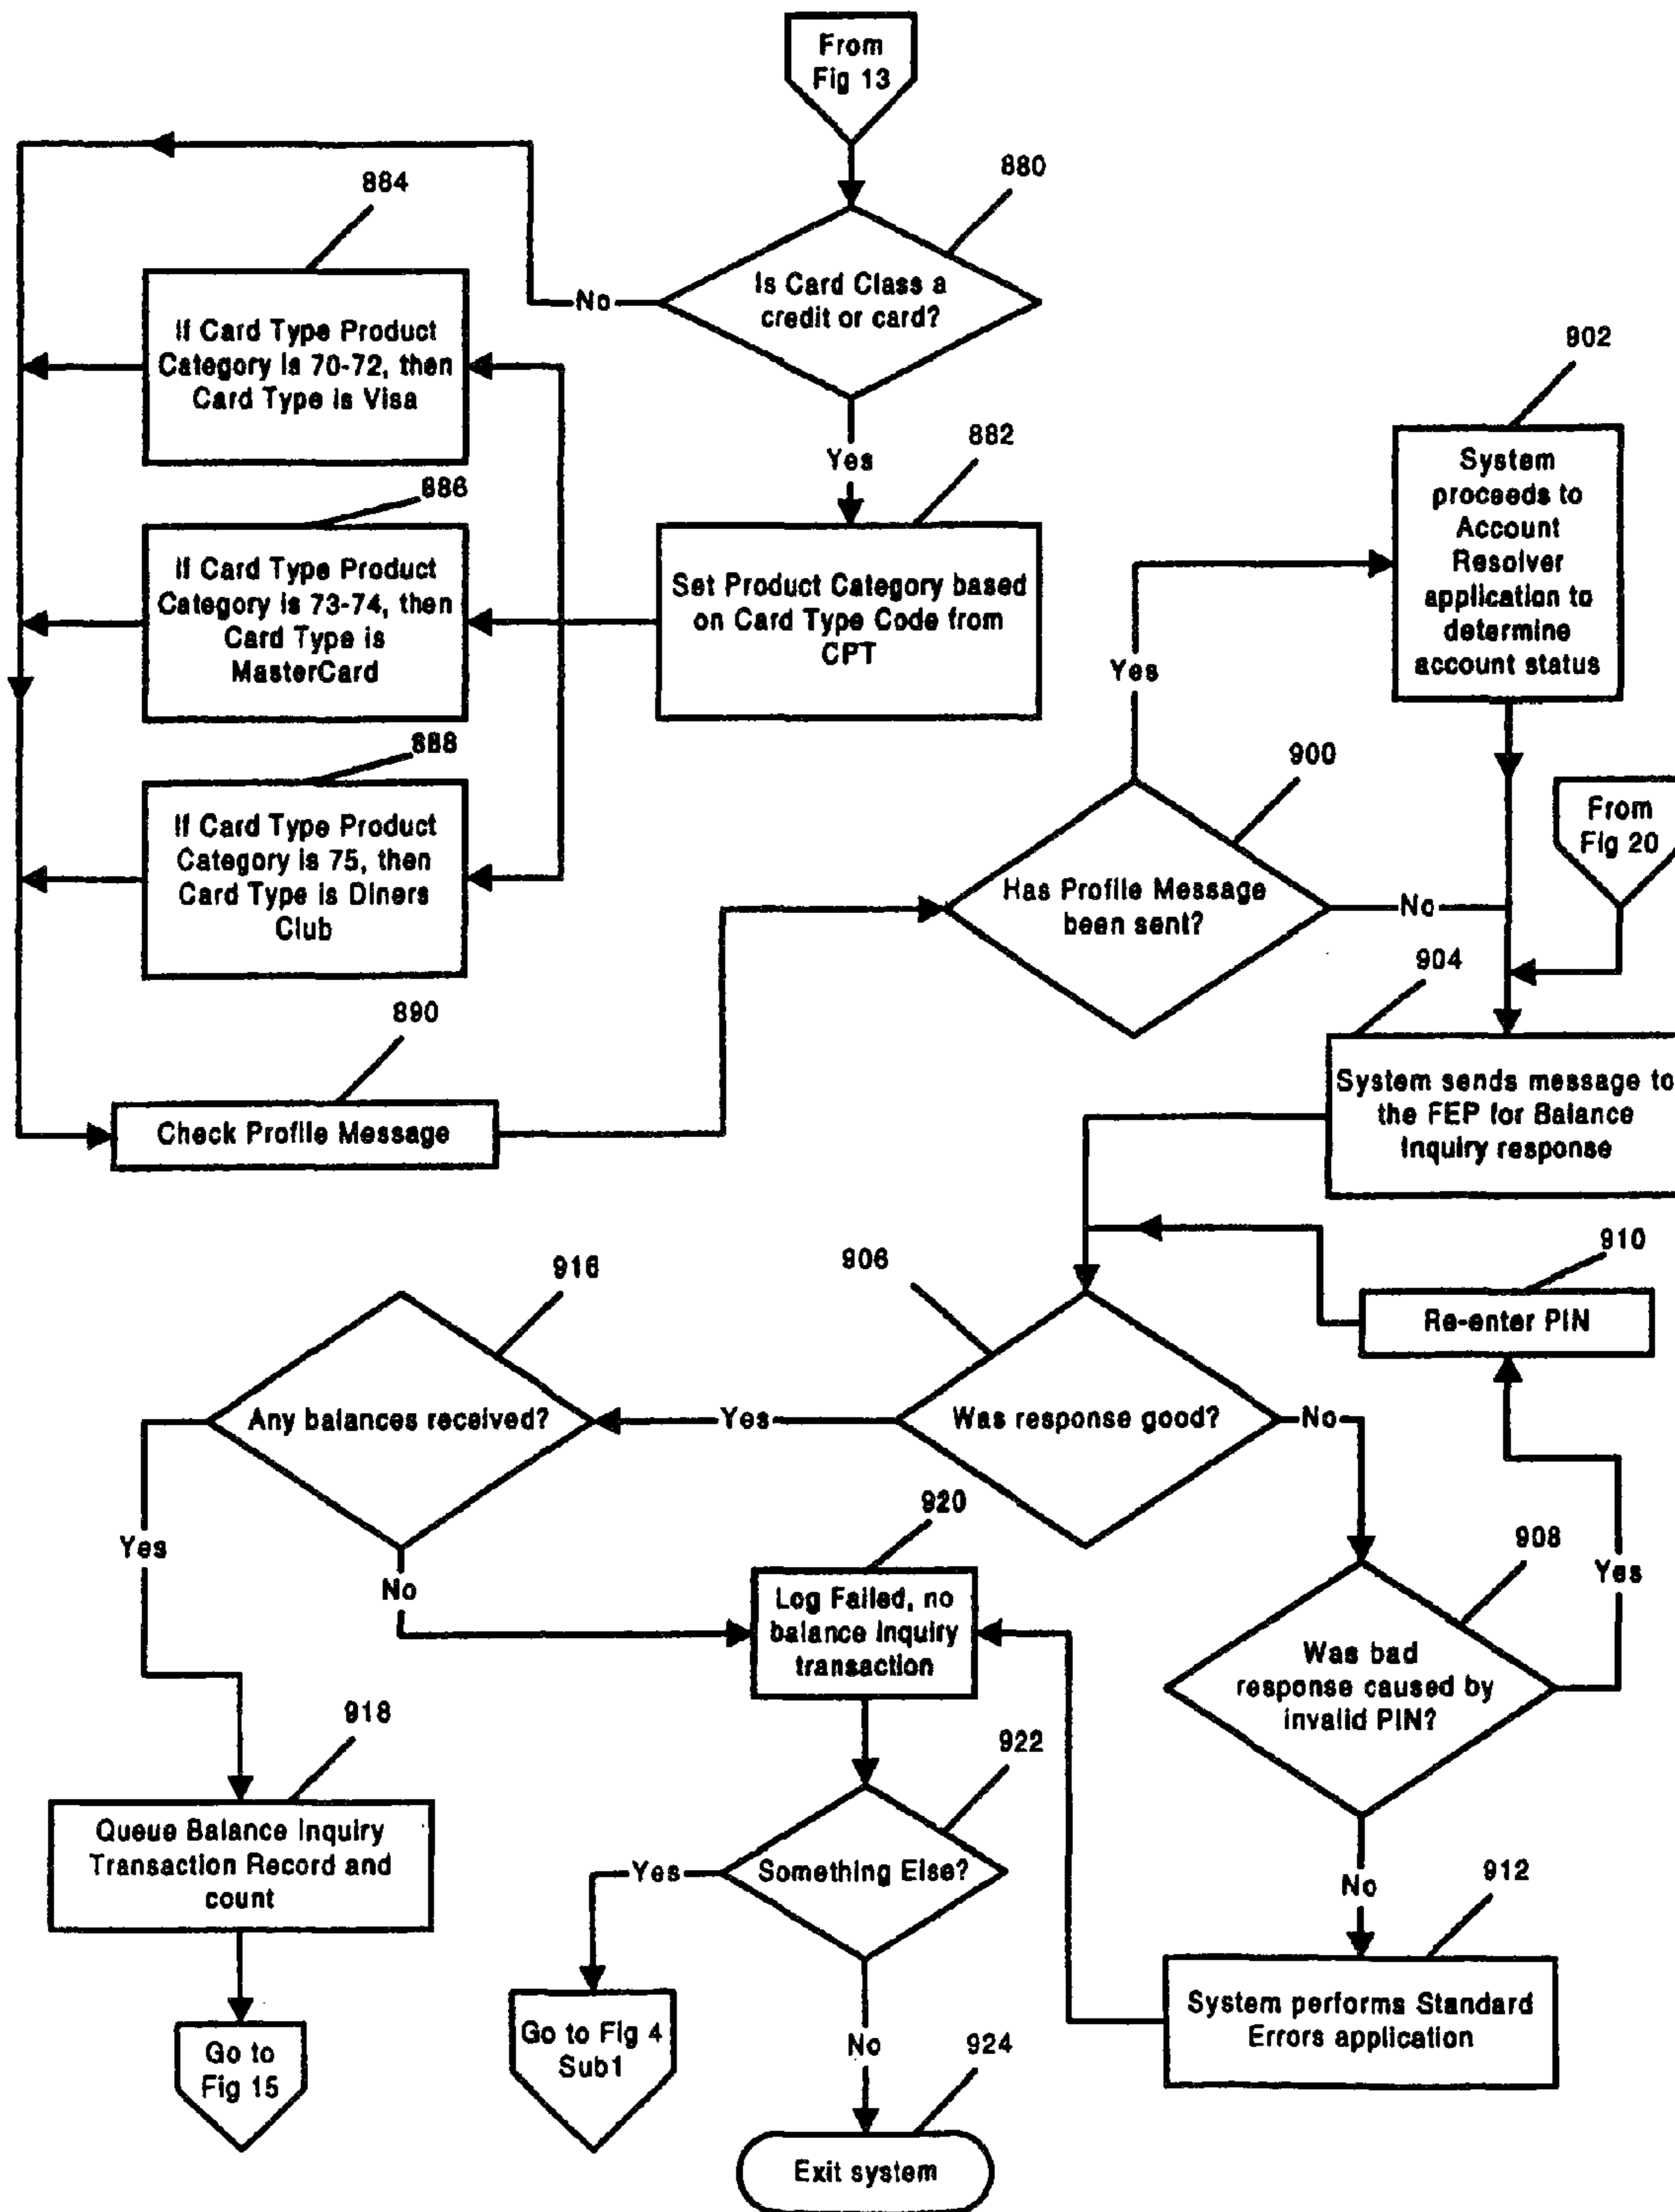 From
Fig 13
880
Is Card Class a
credit or card?
No
Yes
884
If Card Type Product
Category is 70-72, then
Card Type is Visa
882
Set Product Category based
on Card Type Code from
CPT
886
If Card Type Product
Category is 73-74, then
Card Type is
MasterCard
888
If Card Type Product
Category is 75, then
Card Type is Diners
Club
890
Check Profile Message
902
System
proceeds to
Account
Resolver
application to
determine
account status
Yes
900
Has Profile Message
been sent?
No
From
Fig 20
904
System sends message to
the FEP for Balance
Inquiry response
906
Was response good?
Yes
No
910
Re-enter PIN
916
Any balances received?
Yes
No
908
Was bad
response caused by
invalid PIN?
Yes
No
920
Log Failed, no
balance inquiry
transaction
918
Queue Balance Inquiry
Transaction Record and
count
922
Something Else?
Yes
No
912
System performs Standard
Errors application
Go to
Fig 15
Go to Fig 4
Sub1
924
Exit system